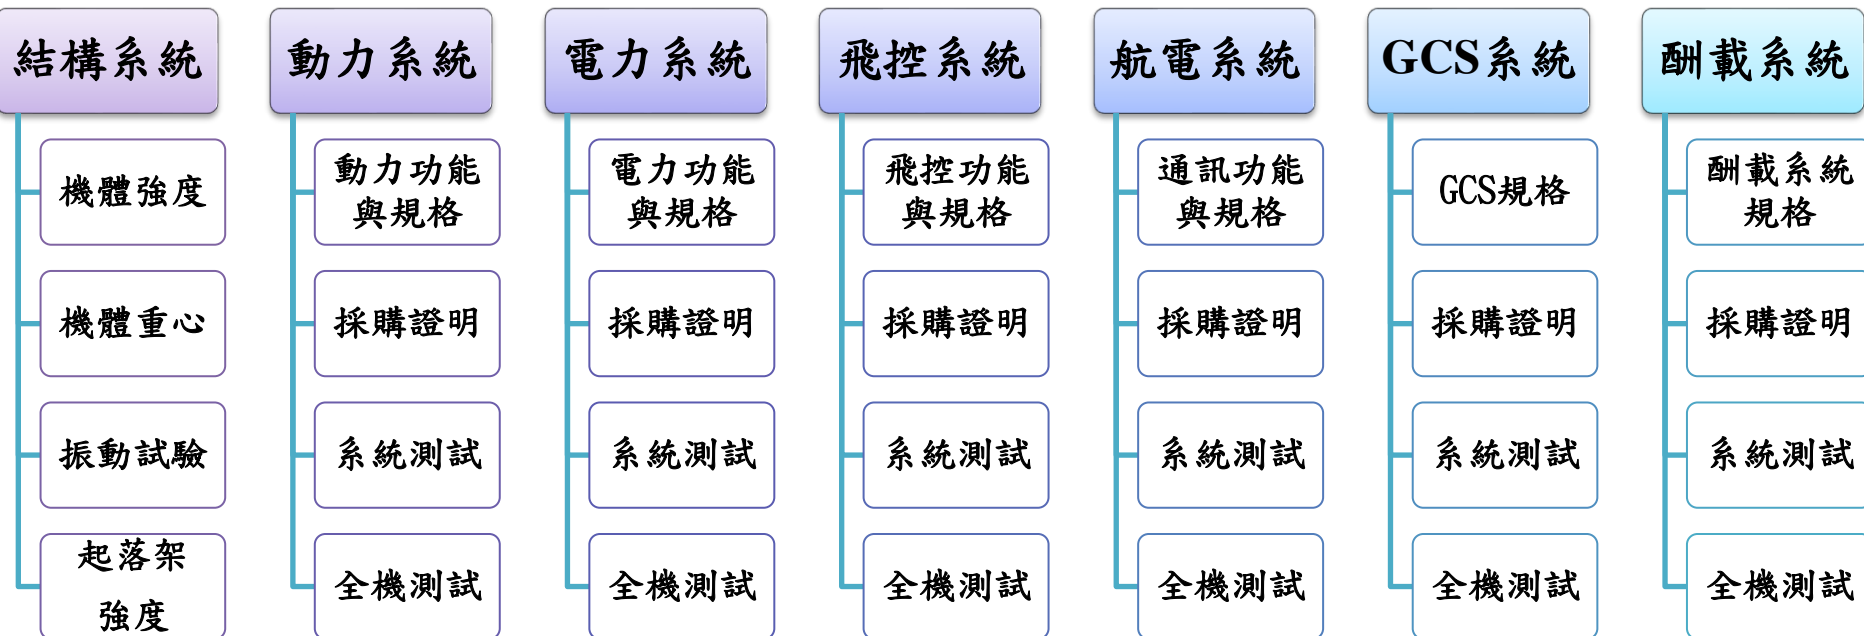 結構系統
機體強度
機體重心
振動試驗
起落架
強度
動力系統
動力功能
與規格
採購證明
系統測試
全機測試
電力系統
電力功能
與規格
採購證明
系統測試
全機測試
飛控系統
飛控功能
與規格
採購證明
系統測試
全機測試
航電系統
通訊功能
與規格
採購證明
系統測試
全機測試
GCS系統
GCS規格
採購證明
系統測試
全機測試
酬載系統
酬載系統
規格
採購證明
系統測試
全機測試